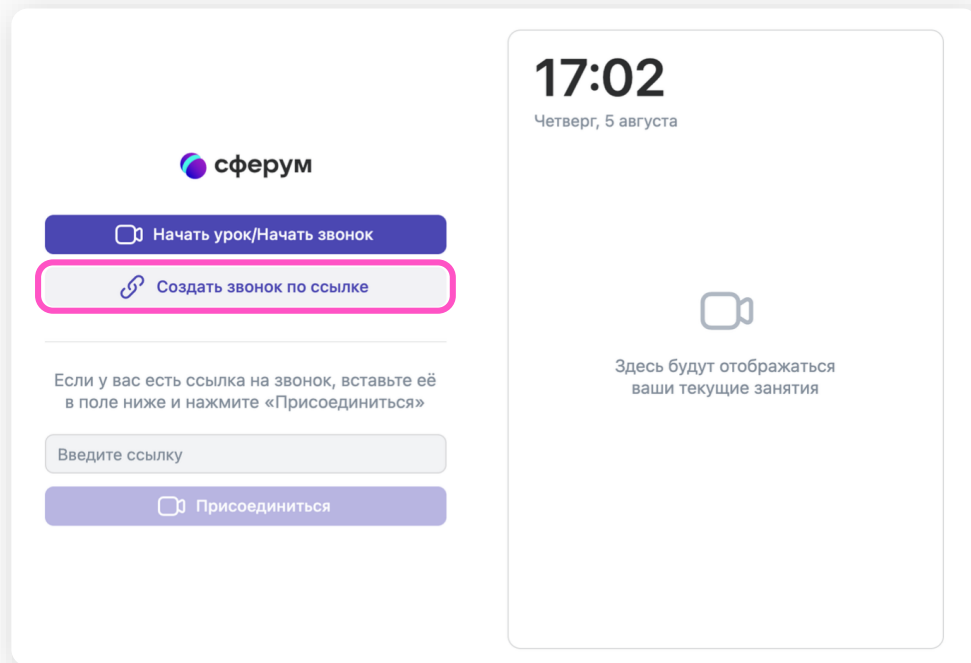 сферум
Начать урок/Начать звонок
Создать звонок по ссылке
Если у вас есть ссылка на звонок, вставьте её
в поле ниже и нажмите «Присоединиться»
Введите ссылку
Присоединиться
17:02
Четверг, 5 августа
Здесь будут отображаться
ваши текущие занятия